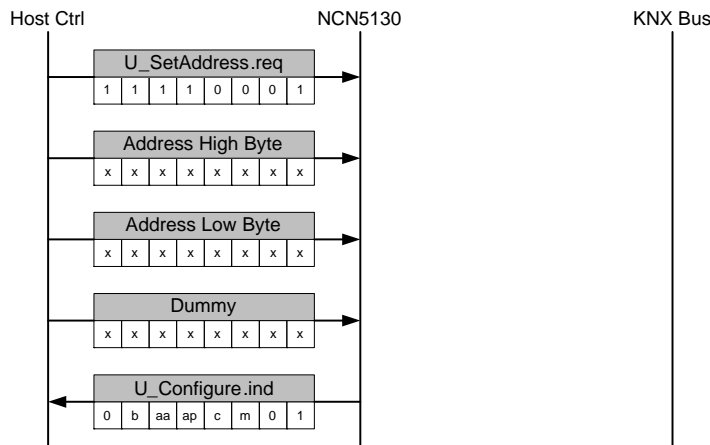 Host Ctrl NCN5130 KNX Bus
U_SetAddress.req
1 1 1 1 0 0 0 1
Address High Byte
x x x x x x x x
Address Low Byte
x x x x x x x x
Dummy
x x x x x x x x
U_Configure.ind
0 b aa ap c m 0 1